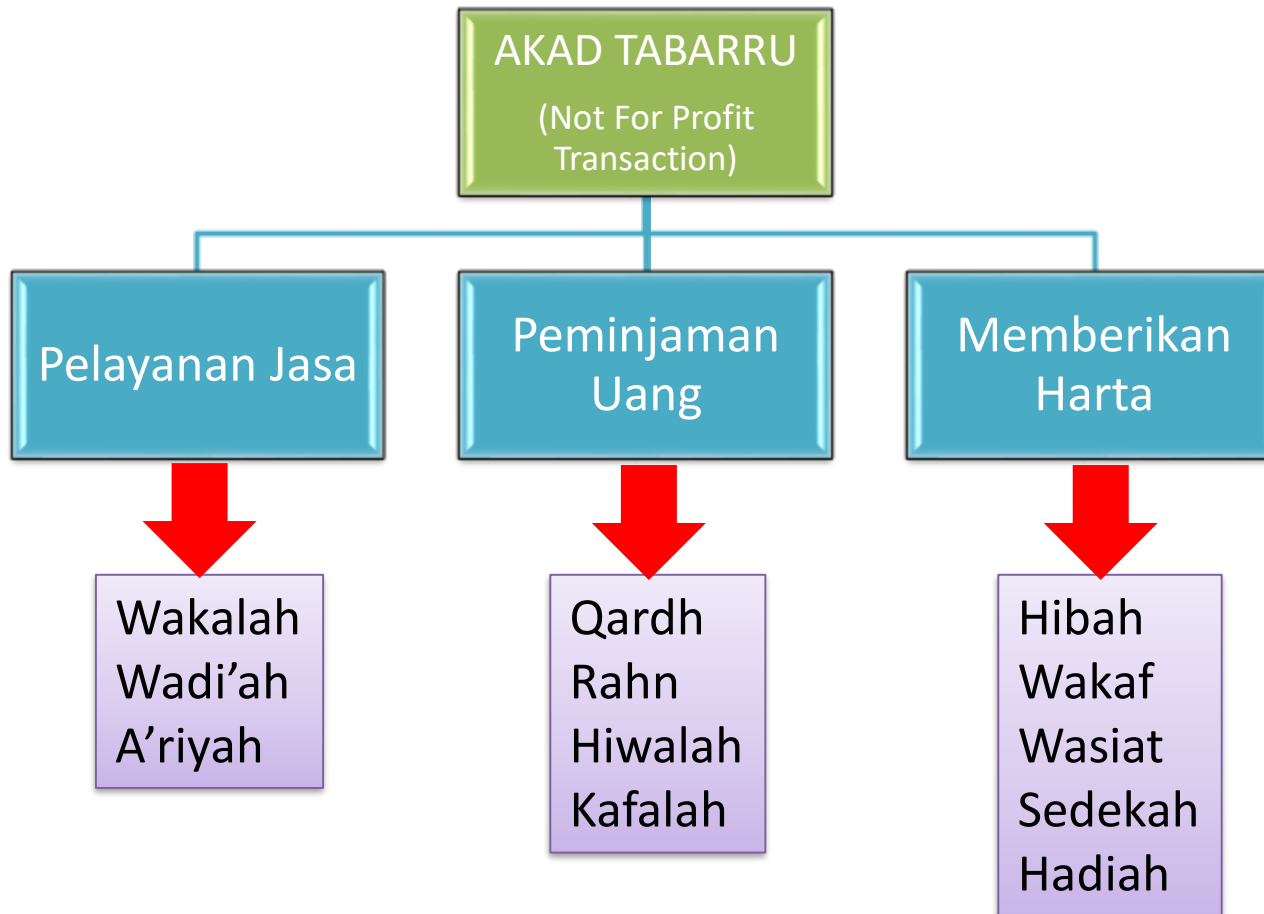 AKAD TABARRU
(Not For Profit
Transaction)
Pelayanan Jasa
Peminjaman
Uang
Memberikan
Harta
Wakalah
Wadi’ah
A’riyah
Qardh
Rahn
Hiwalah
Kafalah
Hibah
Wakaf
Wasiat
Sedekah
Hadiah